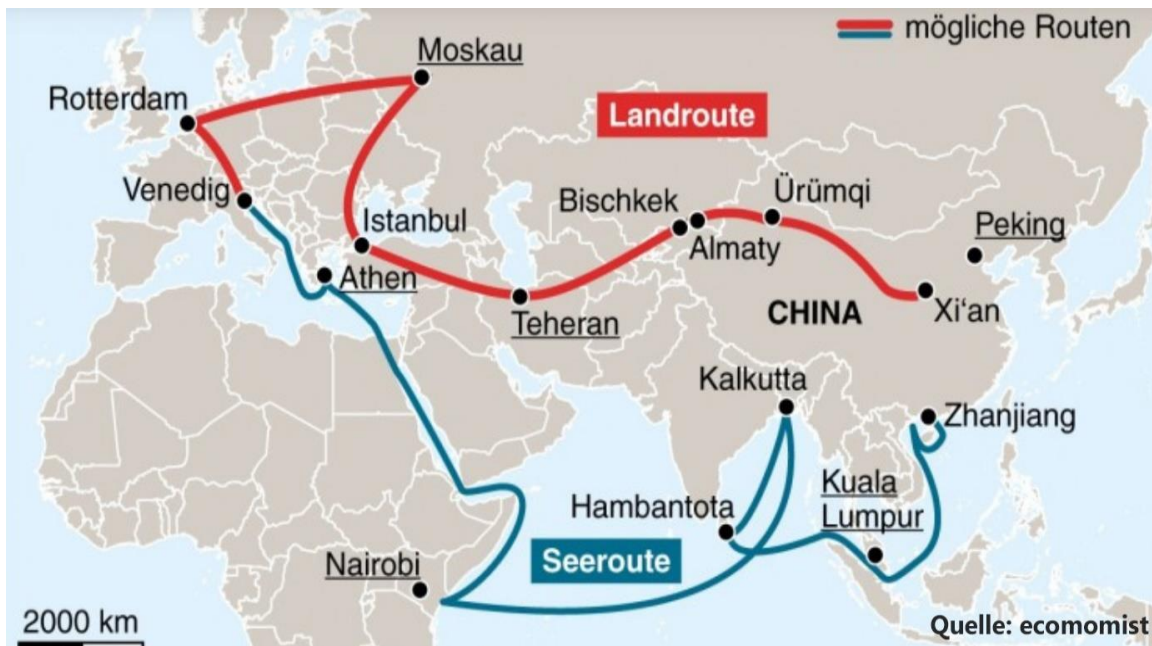 mögliche Routen
Moskau
Rotterdam
Landroute
Venedig
Bischkek
Ürümqi
Istanbul
Peking
Almaty
Athen
Xi‘an
CHINA
Teheran
Kalkutta
Zhanjiang
Kuala
Lumpur
Hambantota
Seeroute
Nairobi
2000 km
Quelle: ecomomist